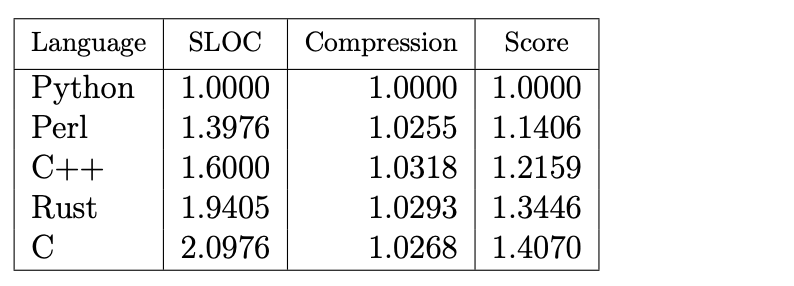 Language SLOC Compression Score
Python 1.0000 1.0000 1.0000
Perl 1.3976 1.0255 1.1406
C++ 1.6000 1.0318 1.2159
Rust 1.9405 1.0293 1.3446
C 2.0976 1.0268 1.4070